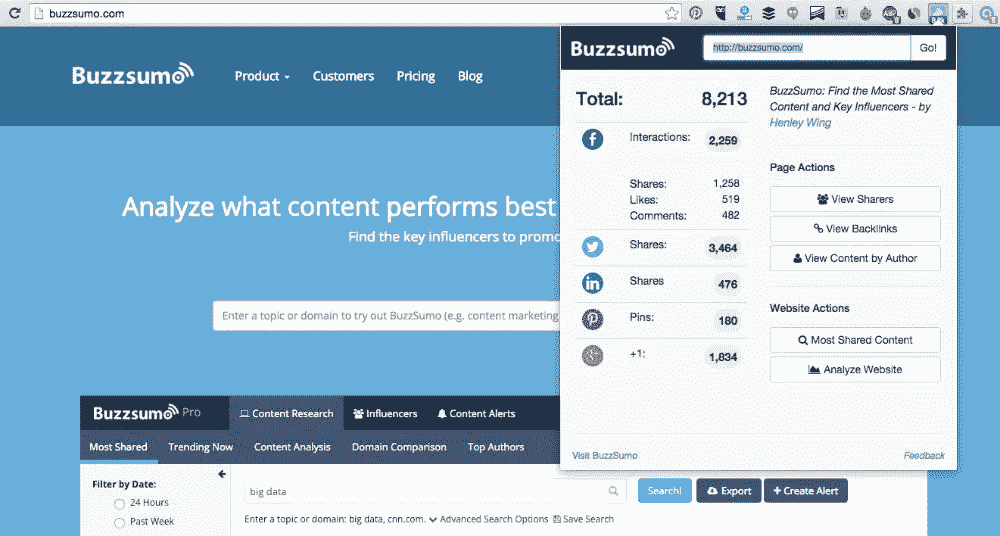 buzzsumo.com
Buzzsumo
Product
Customers
Pricing
Blog
Analyze what content performs best
Find the key influencers to promo
Enter a topic or domain to try out BuzzSumo (e.g. content marketing
Buzzsumo Pro
Content Research
Influencers
Content Alerts
Most Shared
Trending Now
Content Analysis
Domain Comparison
Top Authors
Filter by Date:
24 Hours
Past Week
big data
Search!
Export
+ Create Alert
Enter a topic or domain: big data, cnn.com.
Advanced Search Options
Save Search
Buzzsumo
http://buzzsumo.com/
Go!
Total: 8,213
Interactions: 2,259
Shares: 1,258
Likes: 519
Comments: 482
Shares: 3,464
Shares 476
Pins: 180
+1: 1,834
BuzzSumo: Find the Most Shared
Content and Key Influencers - by
Henley Wing
Page Actions
View Sharers
View Backlinks
View Content by Author
Website Actions
Most Shared Content
Analyze Website
Visit BuzzSumo
Feedback